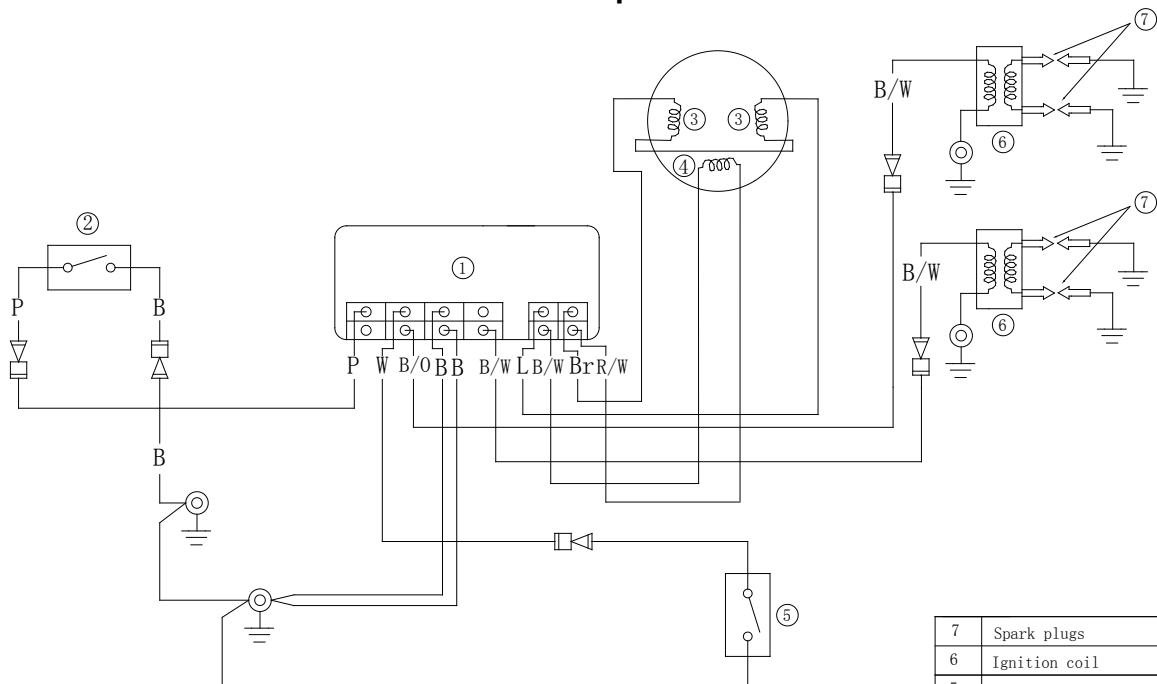 ⑦
B/W
③ ③
⑥
④
②
⑦
①
B/W
P B
⑥
P W B/O B B B/W L B/W Br R/W
B
⑤
7 Spark plugs
6 Ignition coil